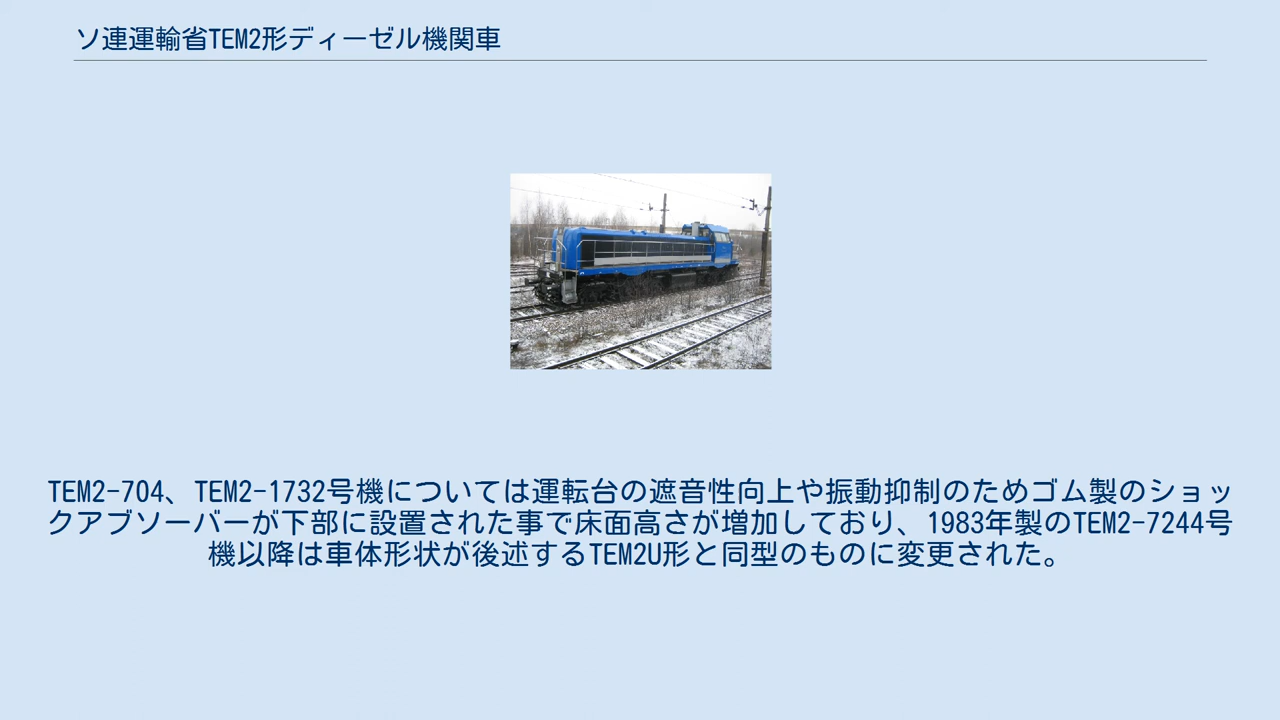 ソ連運輸省TEM2形ディーゼル機関車
TEM2-704、TEM2-1732号機については運転台の遮音性向上や振動抑制のためゴム製のショッ
クアブソーバーが下部に設置された事で床面高さが増加しており、1983年製のTEM2-7244号
機以降は車体形状が後述するTEM2U形と同型のものに変更された。